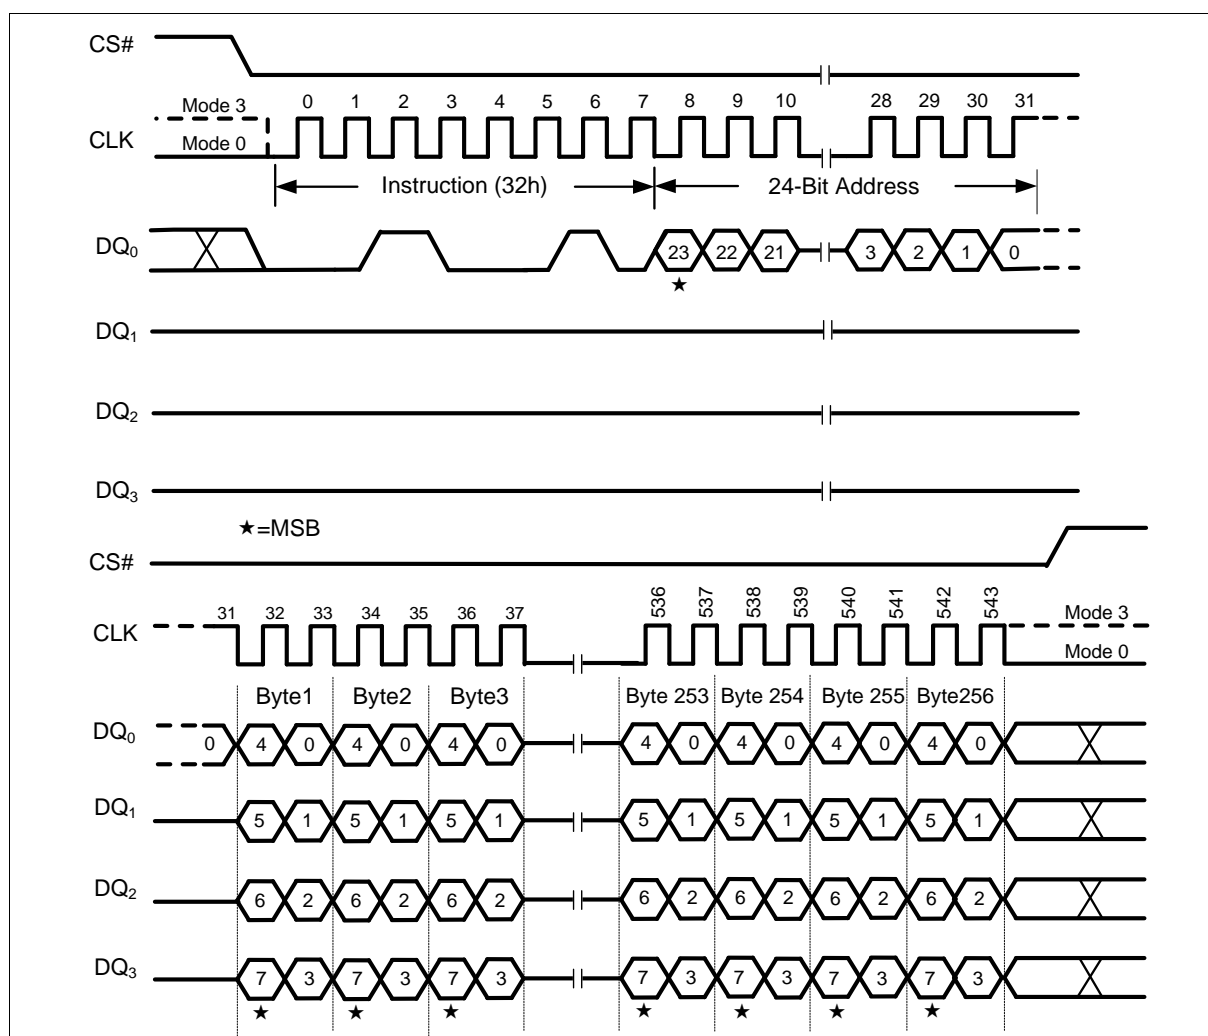 CS#
0 1 2 3 4 5 6 7 8 9 10 28 29 30 31
Mode 3
CLK
Mode 0
Instruction (32h) 24-Bit Address
DQ0 23 22 21 3 2 1 0
★
DQ1
DQ2
DQ3
★=MSB
CS#
31 32 33 34 35 36 37 536 537 538 539 540 541 542 543
CLK Mode 3
Mode 0
Byte1 Byte2 Byte3 Byte 253 Byte 254 Byte 255 Byte256
DQ0 0 4 0 4 0 4 0 4 0 4 0 4 0 4 0
DQ1 5 1 5 1 5 1 5 1 5 1 5 1 5 1
DQ2 6 2 6 2 6 2 6 2 6 2 6 2 6 2
DQ3 7 3 7 3 7 3 7 3 7 3 7 3 7 3
★ ★ ★ ★ ★ ★ ★